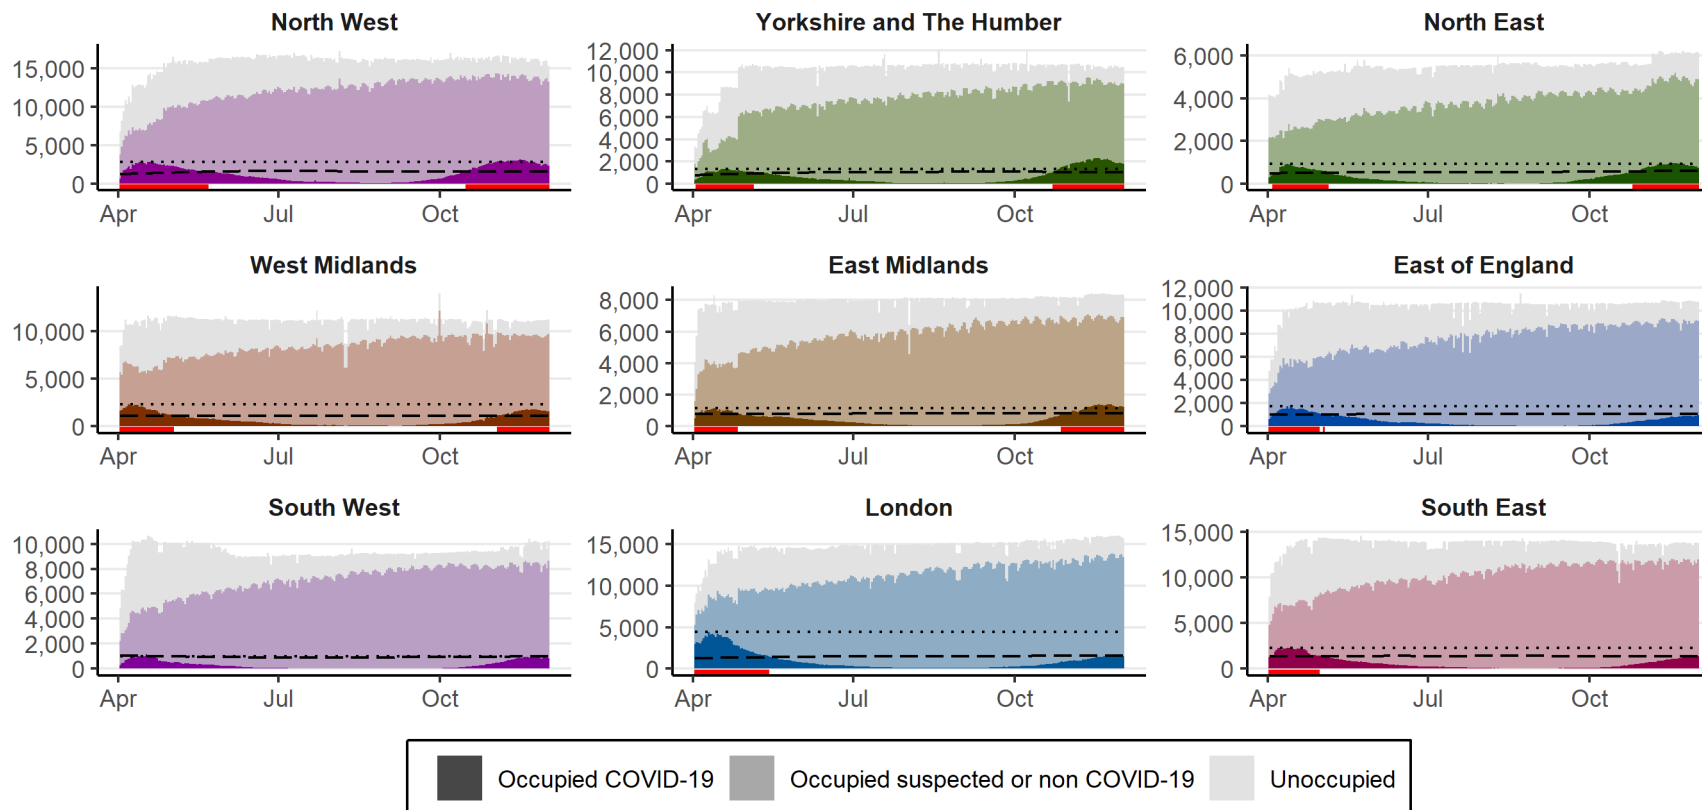 North West
Yorkshire and The Humber
North East
15,000
10,000
5,000
0
Apr
Jul
Oct
12,000
10,000
8,000
6,000
4,000
2,000
0
Apr
Jul
Oct
6,000
4,000
2,000
0
Apr
Jul
Oct
West Midlands
East Midlands
East of England
10,000
5,000
0
Apr
Jul
Oct
8,000
6,000
4,000
2,000
0
Apr
Jul
Oct
12,000
10,000
8,000
6,000
4,000
2,000
0
Apr
Jul
Oct
South West
London
South East
10,000
8,000
6,000
4,000
2,000
0
Apr
Jul
Oct
15,000
10,000
5,000
0
Apr
Jul
Oct
15,000
10,000
5,000
0
Apr
Jul
Oct
Occupied COVID-19
Occupied suspected or non COVID-19
Unoccupied